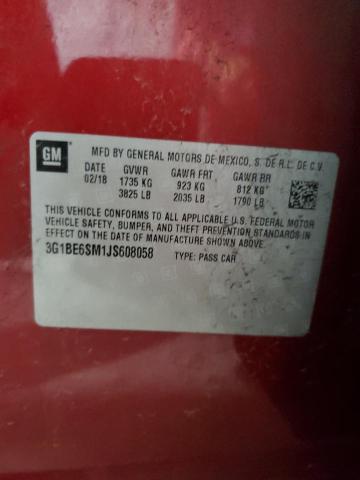 GM
MFD BY GENERAL MOTORS DE MEXICO, S. DE R.L. DE C.V.
DATE GVWR GAWR FRT GAWR RR
02/18 1735 KG 923 KG 812 KG
3825 LB 2035 LB 1790 LB
THIS VEHICLE CONFORMS TO ALL APPLICABLE U.S. FEDERAL MOTOR
VEHICLE SAFETY, BUMPER, AND THEFT PREVENTION STANDARDS IN
EFFECT ON THE DATE OF MANUFACTURE SHOWN ABOVE.
3G1BE6SM1JS608058
TYPE: PASS CAR